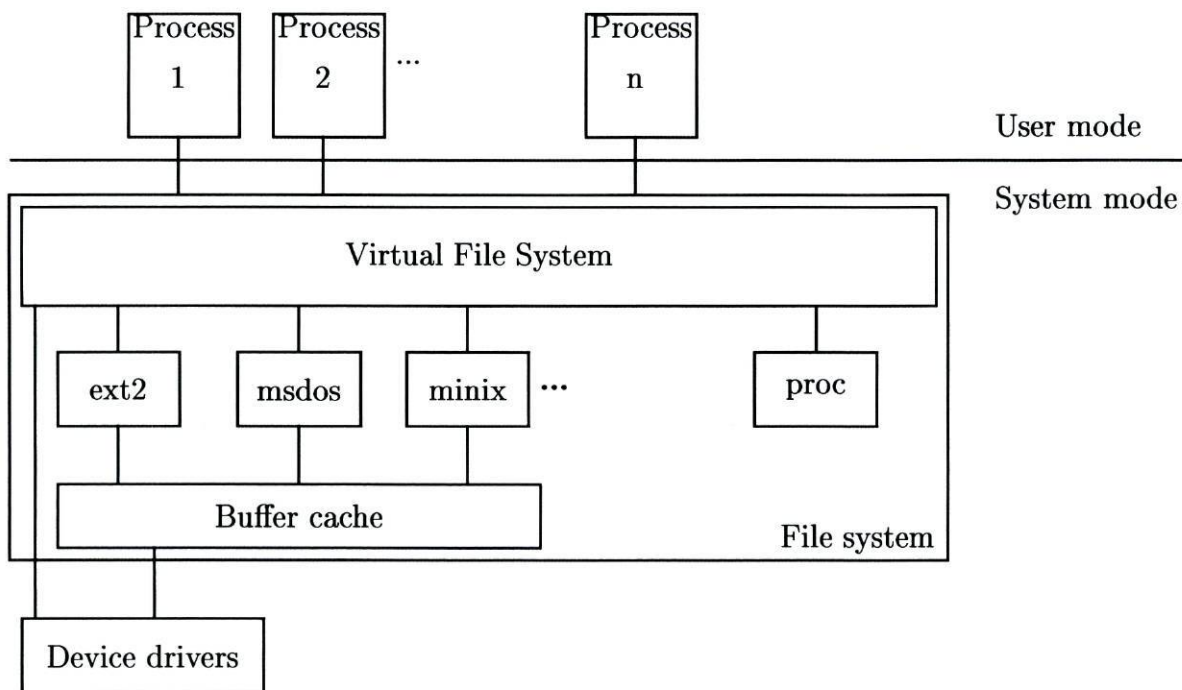 Process
1
Process
2
...
Process
n
User mode
System mode
Virtual File System
ext2
msdos
minix
...
proc
Buffer cache
File system
Device drivers